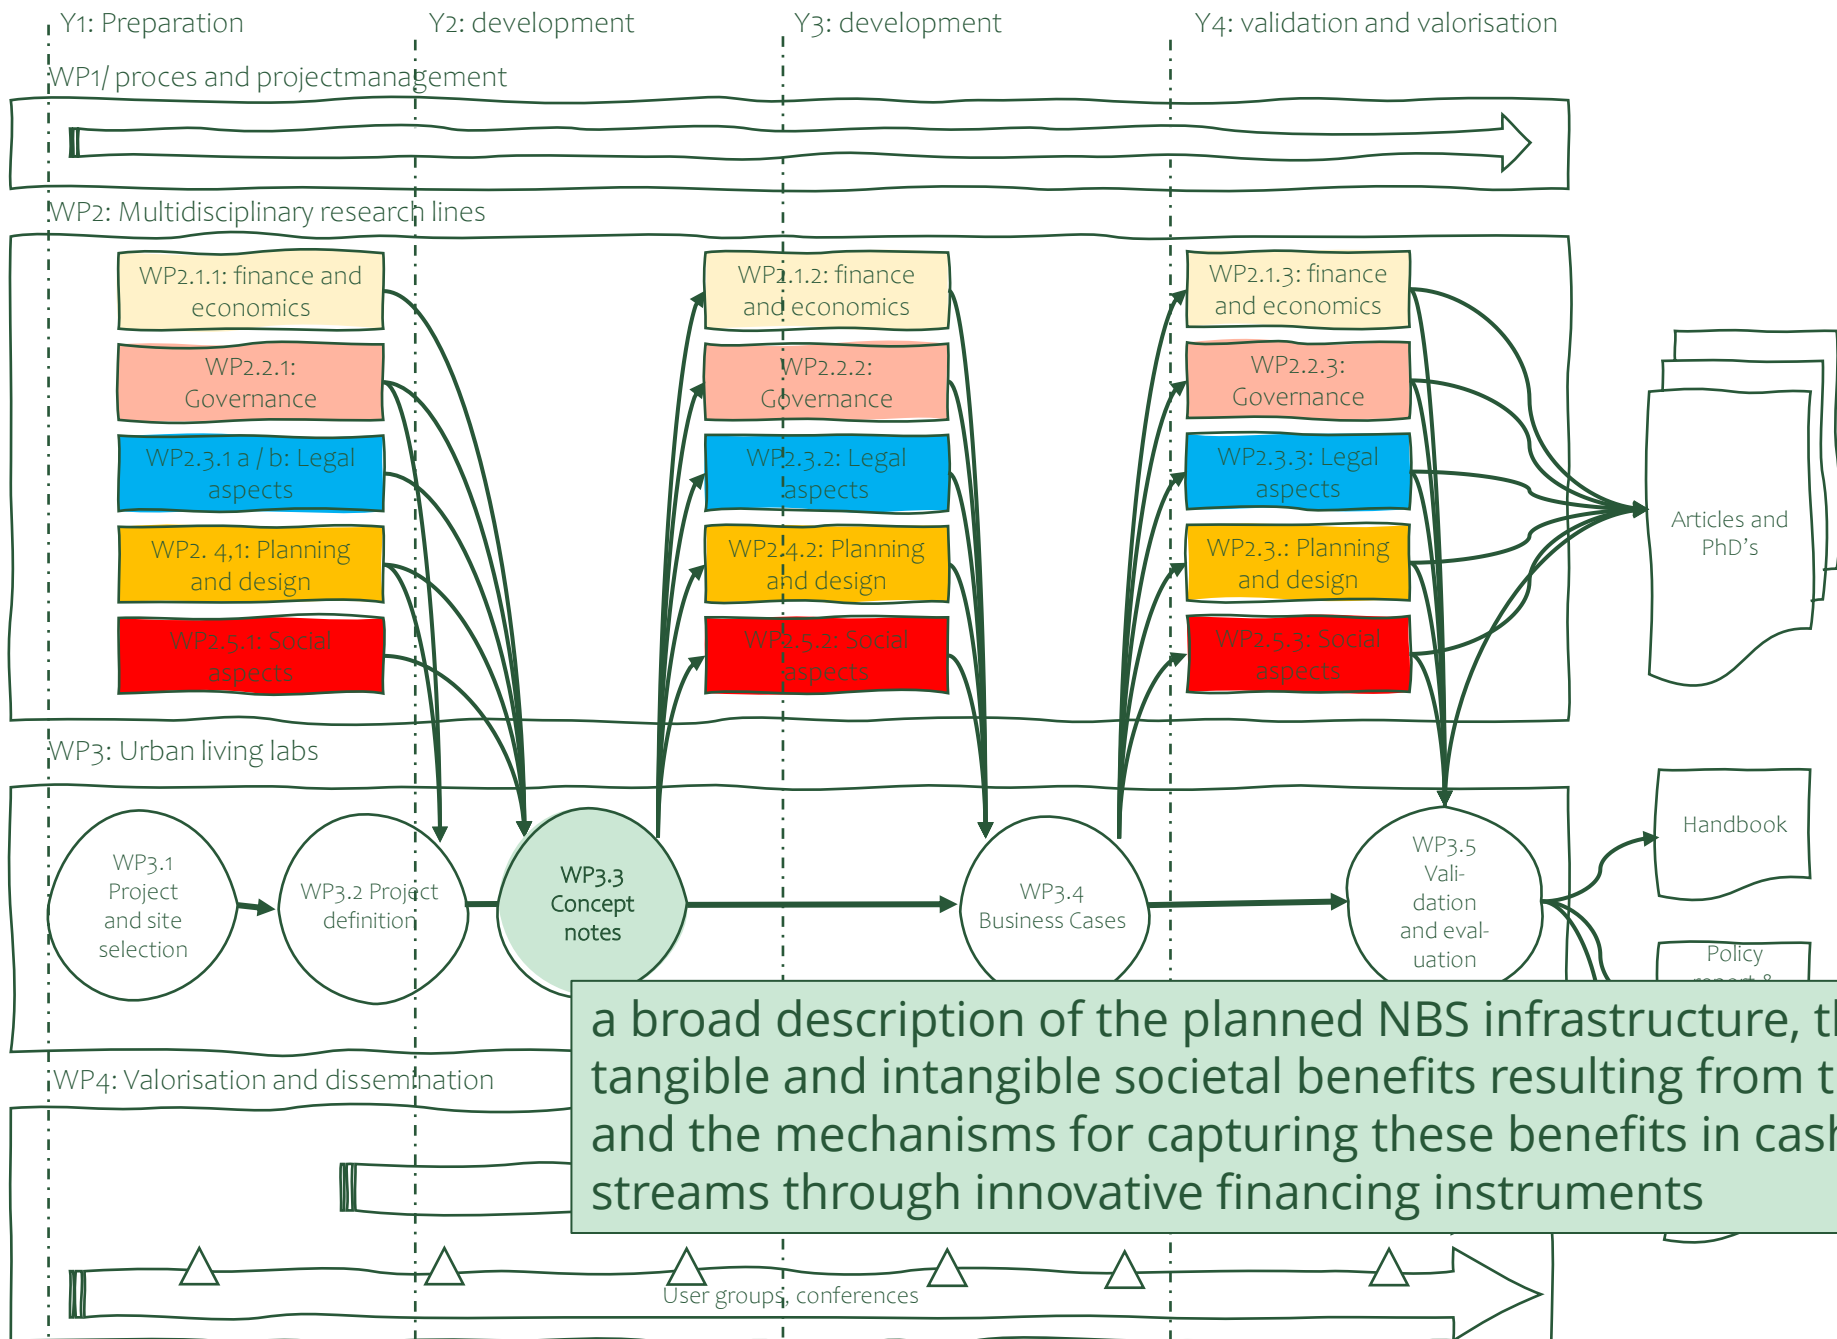 Y1: Preparation
Y2: development
Y3: development
Y4: validation and valorisation
WP1/ proces and projectmanagement
WP2: Multidisciplinary research lines
WP2.1.1: finance and
economics
WP2.1.2: finance
and economics
WP2.1.3: finance
and economics
WP2.2.1:
Governance
WP2.2.2:
Governance
WP2.2.3:
Governance
WP2.3.1 a / b: Legal
aspects
WP2.3.2: Legal
aspects
WP2.3.3: Legal
aspects
WP2. 4,1: Planning
and design
WP2.4.2: Planning
and design
WP2.3.: Planning
and design
WP2.5.1: Social
aspects
WP2.5.2: Social
aspects
WP2.5.3: Social
aspects
Articles and
PhD's
WP3: Urban living labs
WP3.1
Project
and site
selection
WP3.2 Project
definition
WP3.3
Concept
notes
WP3.4
Business Cases
WP3.5
Vali-
dation
and eval-
uation
Handbook
Policy
report &
a broad description of the planned NBS infrastructure,
tangible and intangible societal benefits resulting from
and the mechanisms for capturing these benefits in
streams through innovative financing instruments
WP4: Valorisation and dissemination
User groups, conferences